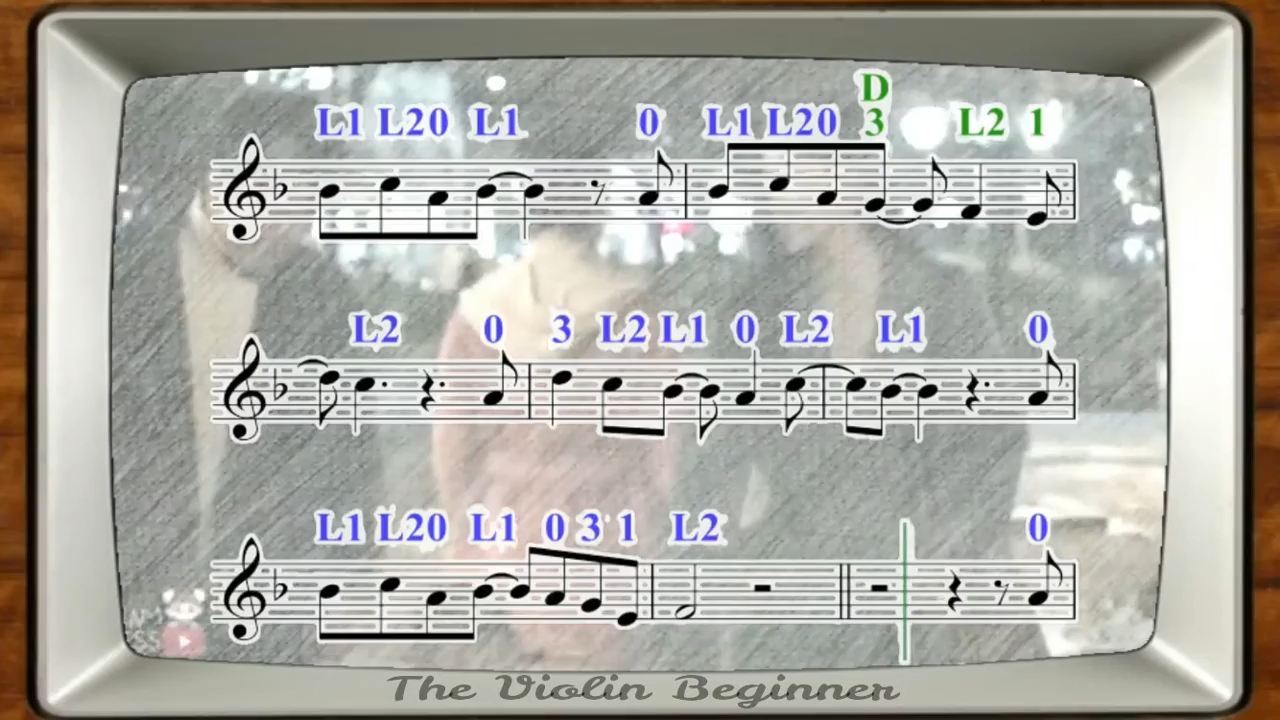 D
L1 L20 L1 0 L1 L20 3 L2 1
L2 0 3 L2 L1 0 L2 L1 0
L1 L20 L1 0 3 1 L2 0
The Violin Beginner